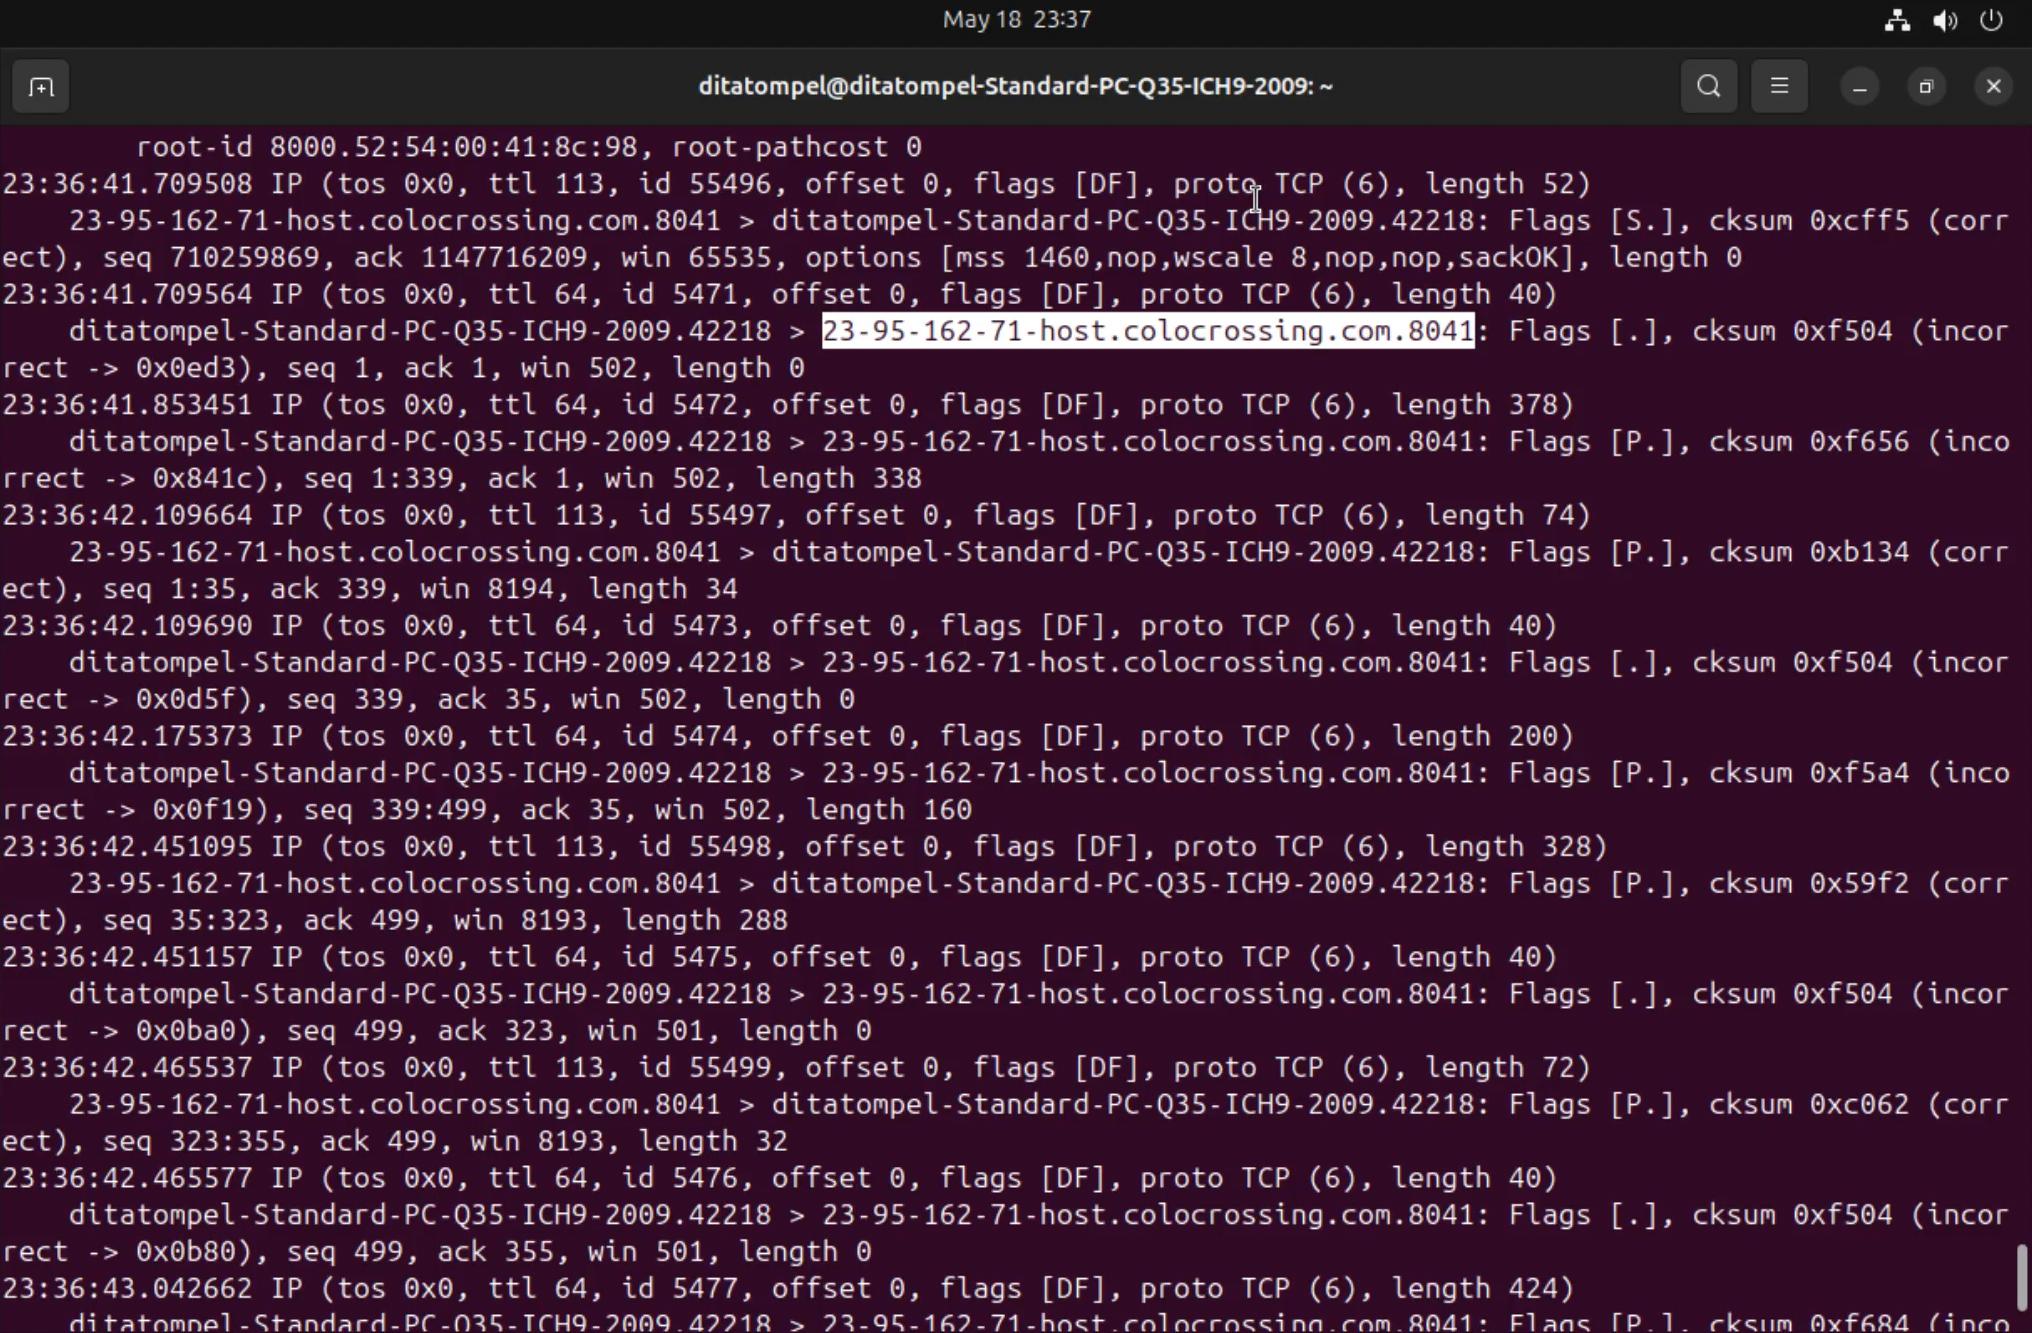 May 18 23:37
ditatompel@ditatompel-Standard-PC-Q35-ICH9-2009: ~
root-id 8000.52:54:00:41:8c:98, root-pathcost 0
23:36:41.709508 IP (tos 0x0, ttl 113, id 55496, offset 0, flags [DF], proto TCP (6), length 52)
23-95-162-71-host.colocrossing.com.8041 > ditatompel-Standard-PC-Q35-ICH9-2009.42218: Flags [S.], cksum 0xcff5 (corr
ect), seq 710259869, ack 1147716209, win 65535, options [mss 1460,nop,wscale 8,nop,nop,sackOK], length 0
23:36:41.709564 IP (tos 0x0, ttl 64, id 5471, offset 0, flags [DF], proto TCP (6), length 40)
ditatompel-Standard-PC-Q35-ICH9-2009.42218 > 23-95-162-71-host.colocrossing.com.8041: Flags [.], cksum 0xf504 (incor
rect -> 0x0ed3), seq 1, ack 1, win 502, length 0
23:36:41.853451 IP (tos 0x0, ttl 64, id 5472, offset 0, flags [DF], proto TCP (6), length 378)
ditatompel-Standard-PC-Q35-ICH9-2009.42218 > 23-95-162-71-host.colocrossing.com.8041: Flags [P.], cksum 0xf656 (inco
rrect -> 0x841c), seq 1:339, ack 1, win 502, length 338
23:36:42.109664 IP (tos 0x0, ttl 113, id 55497, offset 0, flags [DF], proto TCP (6), length 74)
23-95-162-71-host.colocrossing.com.8041 > ditatompel-Standard-PC-Q35-ICH9-2009.42218: Flags [P.], cksum 0xb134 (corr
ect), seq 1:35, ack 339, win 8194, length 34
23:36:42.109690 IP (tos 0x0, ttl 64, id 5473, offset 0, flags [DF], proto TCP (6), length 40)
ditatompel-Standard-PC-Q35-ICH9-2009.42218 > 23-95-162-71-host.colocrossing.com.8041: Flags [.], cksum 0xf504 (incor
rect -> 0x0d5f), seq 339, ack 35, win 502, length 0
23:36:42.175373 IP (tos 0x0, ttl 64, id 5474, offset 0, flags [DF], proto TCP (6), length 200)
ditatompel-Standard-PC-Q35-ICH9-2009.42218 > 23-95-162-71-host.colocrossing.com.8041: Flags [P.], cksum 0xf5a4 (inco
rrect -> 0x0f19), seq 339:499, ack 35, win 502, length 160
23:36:42.451095 IP (tos 0x0, ttl 113, id 55498, offset 0, flags [DF], proto TCP (6), length 328)
23-95-162-71-host.colocrossing.com.8041 > ditatompel-Standard-PC-Q35-ICH9-2009.42218: Flags [P.], cksum 0x59f2 (corr
ect), seq 35:323, ack 499, win 8193, length 288
23:36:42.451157 IP (tos 0x0, ttl 64, id 5475, offset 0, flags [DF], proto TCP (6), length 40)
ditatompel-Standard-PC-Q35-ICH9-2009.42218 > 23-95-162-71-host.colocrossing.com.8041: Flags [.], cksum 0xf504 (incor
rect -> 0x0ba0), seq 499, ack 323, win 501, length 0
23:36:42.465537 IP (tos 0x0, ttl 113, id 55499, offset 0, flags [DF], proto TCP (6), length 72)
23-95-162-71-host.colocrossing.com.8041 > ditatompel-Standard-PC-Q35-ICH9-2009.42218: Flags [P.], cksum 0xc062 (corr
ect), seq 323:355, ack 499, win 8193, length 32
23:36:42.465577 IP (tos 0x0, ttl 64, id 5476, offset 0, flags [DF], proto TCP (6), length 40)
ditatompel-Standard-PC-Q35-ICH9-2009.42218 > 23-95-162-71-host.colocrossing.com.8041: Flags [.], cksum 0xf504 (incor
rect -> 0x0b80), seq 499, ack 355, win 501, length 0
23:36:43.042662 IP (tos 0x0, ttl 64, id 5477, offset 0, flags [DF], proto TCP (6), length 424)
ditatompel-Standard-PC-Q35-ICH9-2009.42218 > 23-95-162-71-host.colocrossing.com.8041: Flags [P.], cksum 0xf684 (inco